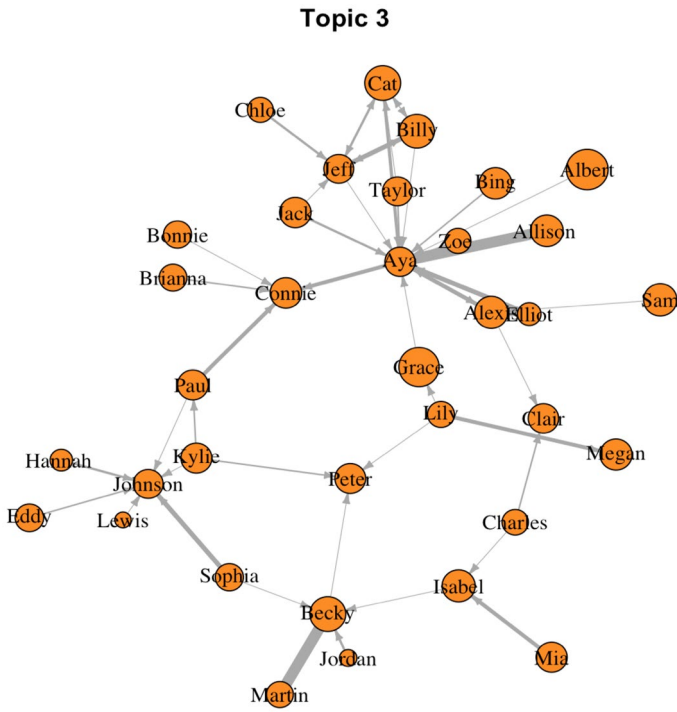 Topic 3
Cat
Chloe
Billy
Jeff
Albert
Bing
Taylor
Jack
Allison
Bonnie
Zoe
Aya
Brianna
Connie
Sam
Alexis
Elliot
Grace
Paul
Lily
Clair
Kylie
Megan
Hannah
Johnson
Peter
Eddy
Lewis
Charles
Sophia
Isabel
Becky
Jordan
Mia
Martin